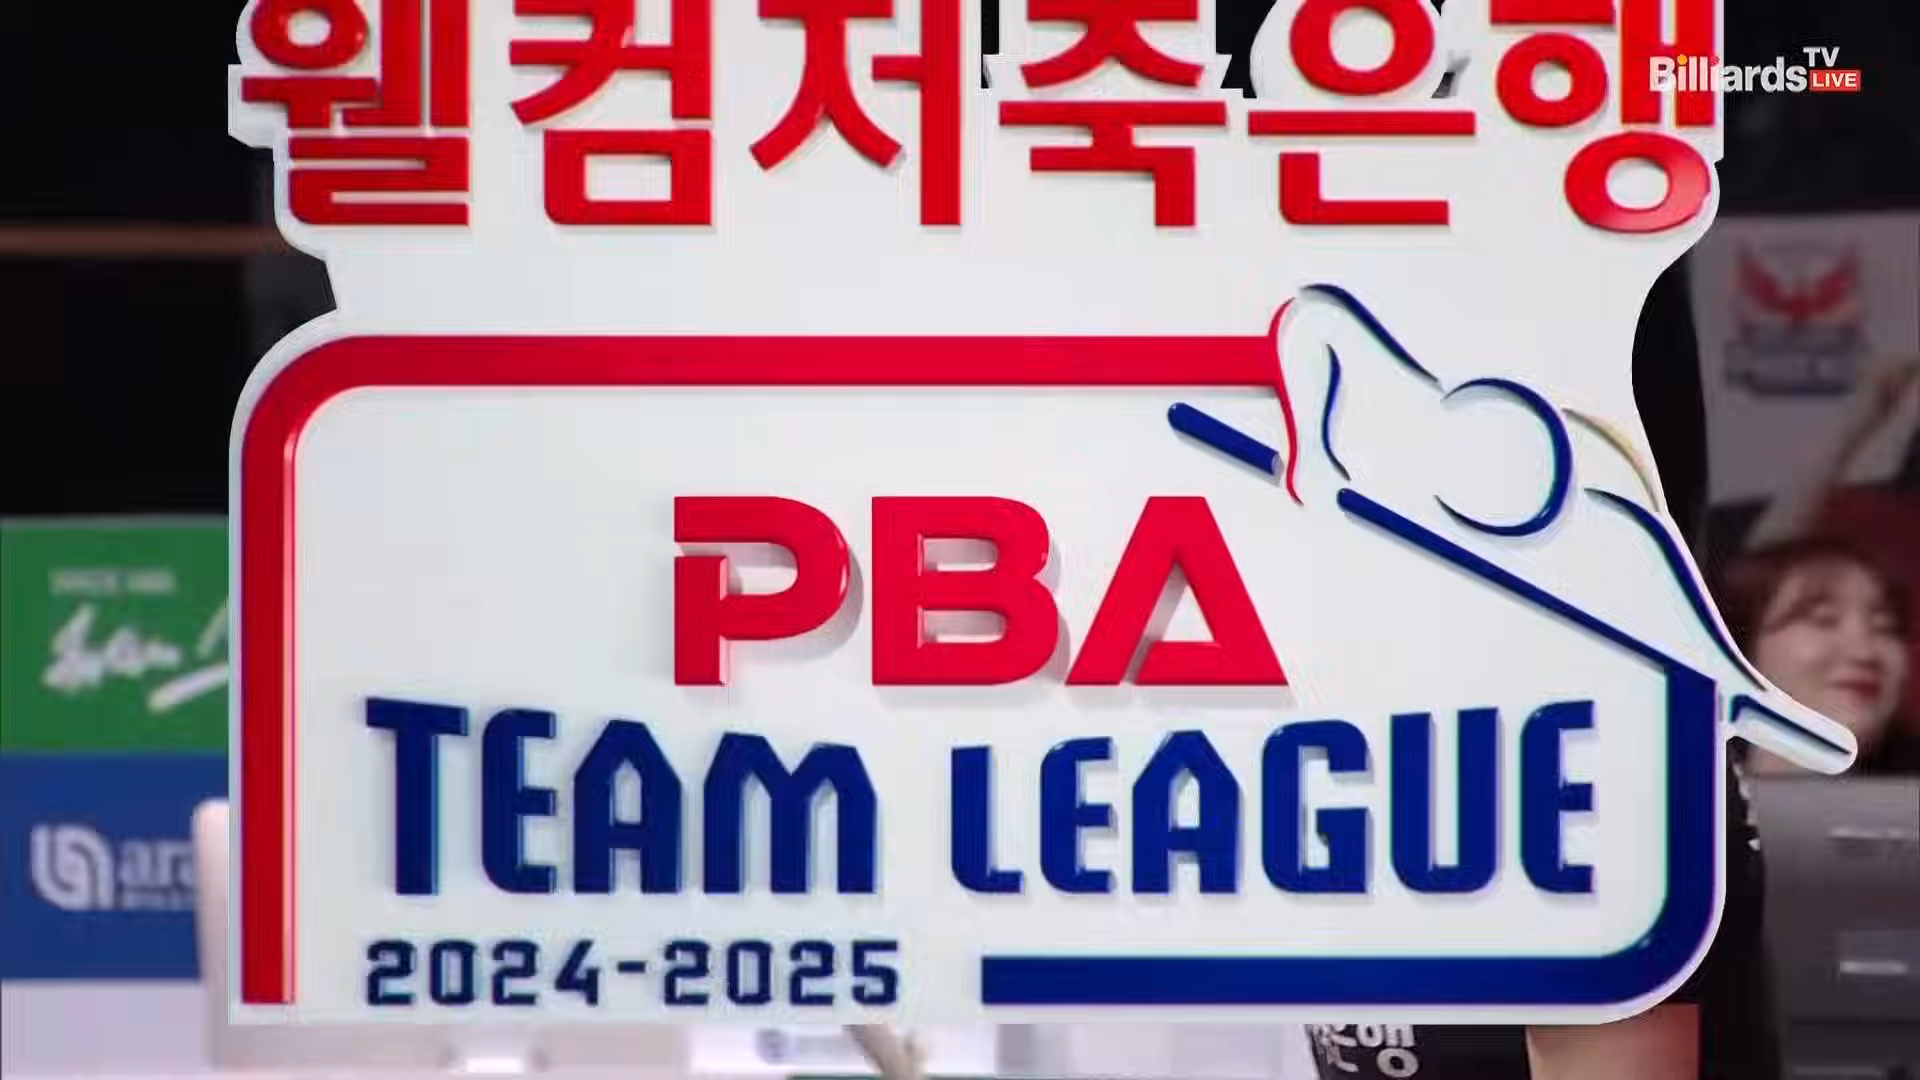 웰컴저축은행
Billiards TV
LIVE
PBA
TEAM LEAGUE
2024-2025